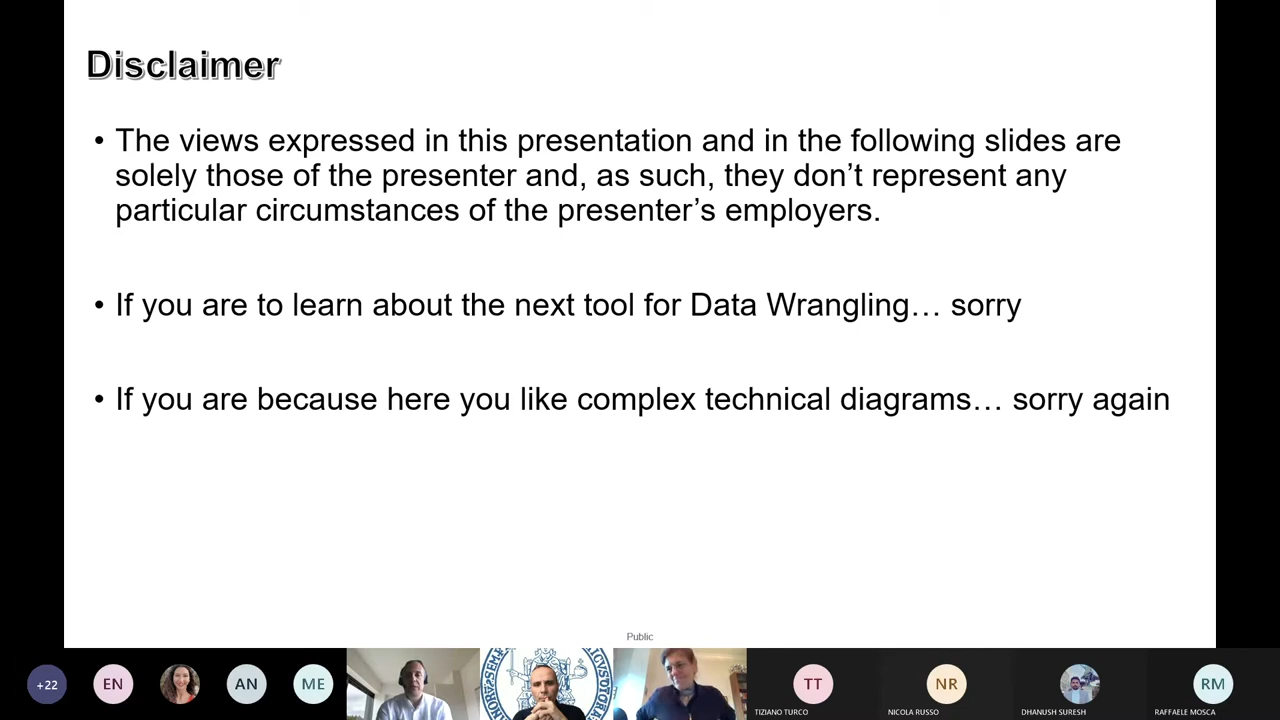 Disclaimer
• The views expressed in this presentation and in the following slides are
solely those of the presenter and, as such, they don’t represent any
particular circumstances of the presenter’s employers.
• If you are to learn about the next tool for Data Wrangling… sorry
• If you are because here you like complex technical diagrams… sorry again
Public
+22
EN
AN
ME
TT
NR
RM
TIZIANO TURCO
NICOLA RUSSO
DHANUSH SURESH
RAFFAELE MOSCA